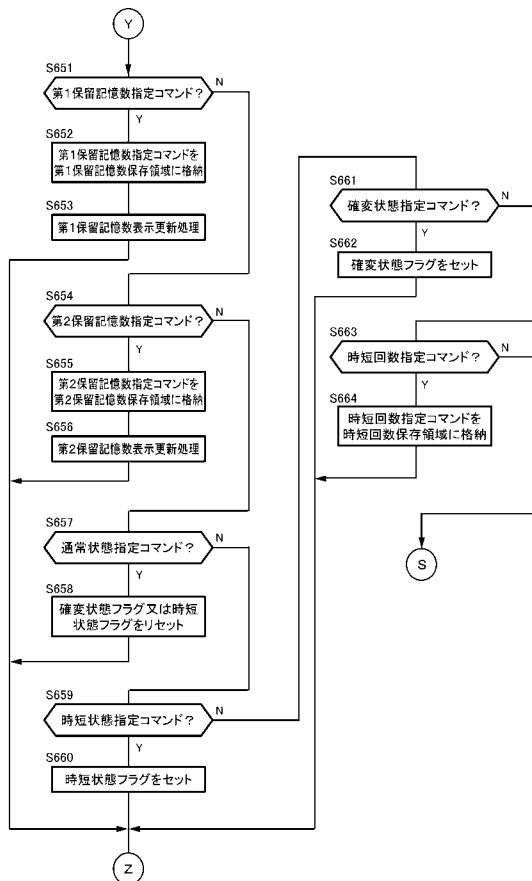 Y
S651
第1保留記憶数指定コマンド？
N
Y
S652
第1保留記憶数指定コマンドを
第1保留記憶数保存領域に格納
S653
第1保留記憶数表示更新処理
S654
第2保留記憶数指定コマンド？
N
Y
S655
第2保留記憶数指定コマンドを
第2保留記憶数保存領域に格納
S656
第2保留記憶数表示更新処理
S657
通常状態指定コマンド？
N
Y
S658
確変状態フラグ又は時短
状態フラグをリセット
S659
時短状態指定コマンド？
N
Y
S660
時短状態フラグをセット
Z
S661
確変状態指定コマンド？
N
Y
S662
確変状態フラグをセット
S663
時短回数指定コマンド？
N
Y
S664
時短回数指定コマンドを
時短回数保存領域に格納
S